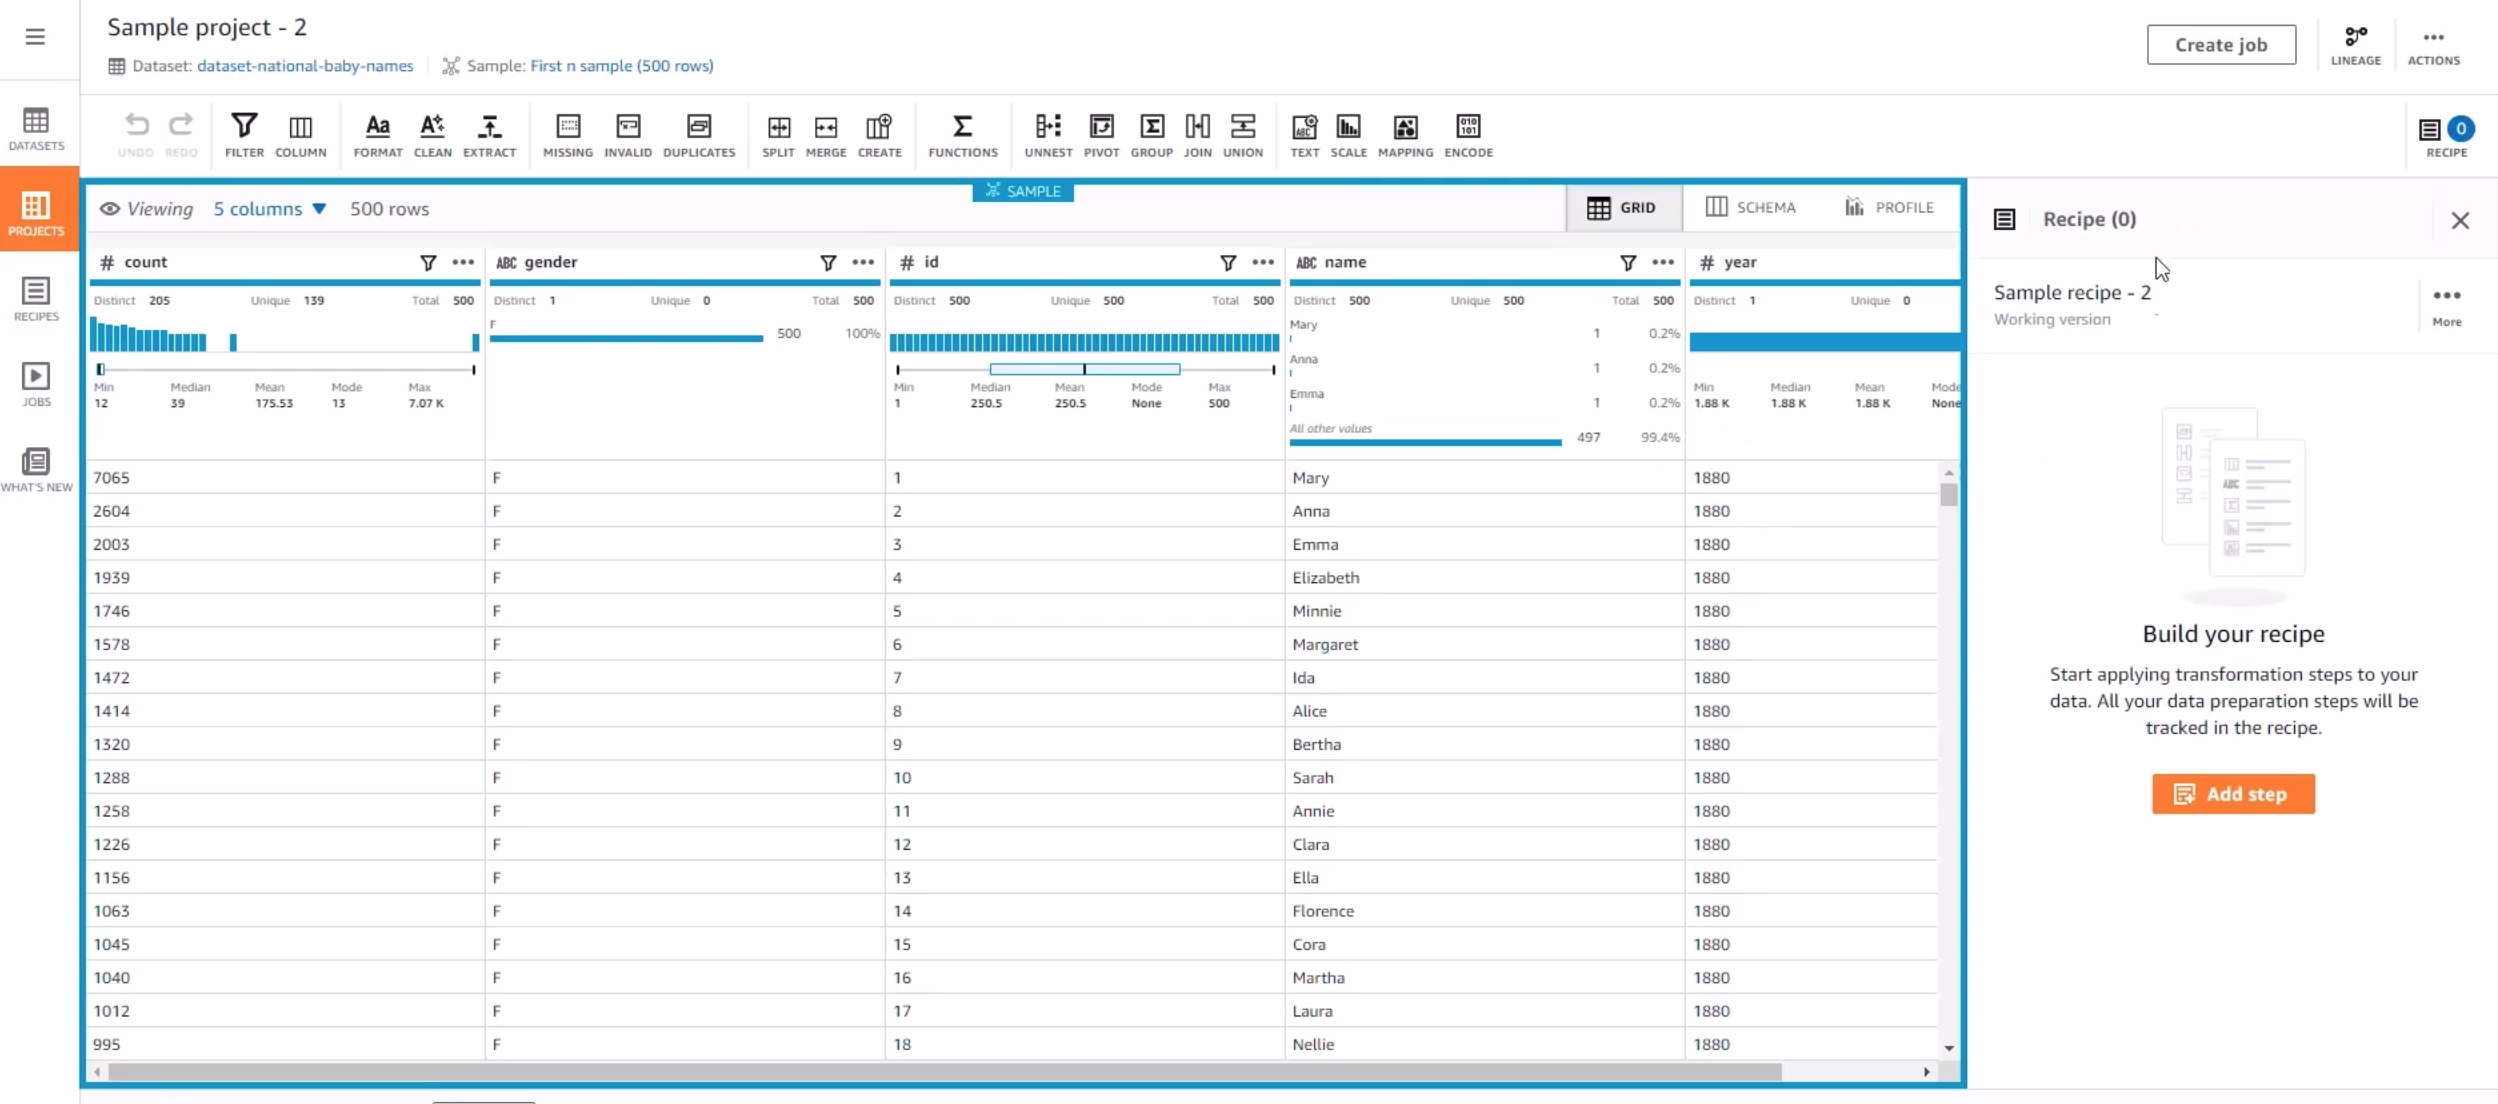 Sample project - 2
Dataset: dataset-national-baby-names Sample: First n sample (500 rows)
Create job
LINEAGE
ACTIONS
DATASETS
PROJECTS
RECIPES
JOBS
WHAT'S NEW
UNDO REDO FILTER COLUMN FORMAT CLEAN EXTRACT MISSING INVALID DUPLICATES SPLIT MERGE CREATE FUNCTIONS UNNEST PIVOT GROUP JOIN UNION TEXT SCALE MAPPING ENCODE
0
RECIPE
Viewing 5 columns 500 rows
SAMPLE
GRID SCHEMA PROFILE
# count ABC gender # id ABC name # year
Distinct 205 Unique 139 Total 500 Distinct 1 Unique 0 Total 500 Distinct 500 Unique 500 Total 500 Distinct 500 Unique 500 Total 500 Distinct 1 Unique 0
F 500 100%
Mary 1 0.2%
Anna 1 0.2%
Emma 1 0.2%
All other values 497 99.4%
Min Median Mean Mode Max
12 39 175.53 13 7.07 K
Min Median Mean Mode Max
1 250.5 250.5 None 500
Min Median Mean Mode
1.88 K 1.88 K 1.88 K None
7065 F 1 Mary 1880
2604 F 2 Anna 1880
2003 F 3 Emma 1880
1939 F 4 Elizabeth 1880
1746 F 5 Minnie 1880
1578 F 6 Margaret 1880
1472 F 7 Ida 1880
1414 F 8 Alice 1880
1320 F 9 Bertha 1880
1288 F 10 Sarah 1880
1258 F 11 Annie 1880
1226 F 12 Clara 1880
1156 F 13 Ella 1880
1063 F 14 Florence 1880
1045 F 15 Cora 1880
1040 F 16 Martha 1880
1012 F 17 Laura 1880
995 F 18 Nellie 1880
Recipe (0)
Sample recipe - 2
Working version
More
Build your recipe
Start applying transformation steps to your
data. All your data preparation steps will be
tracked in the recipe.
Add step